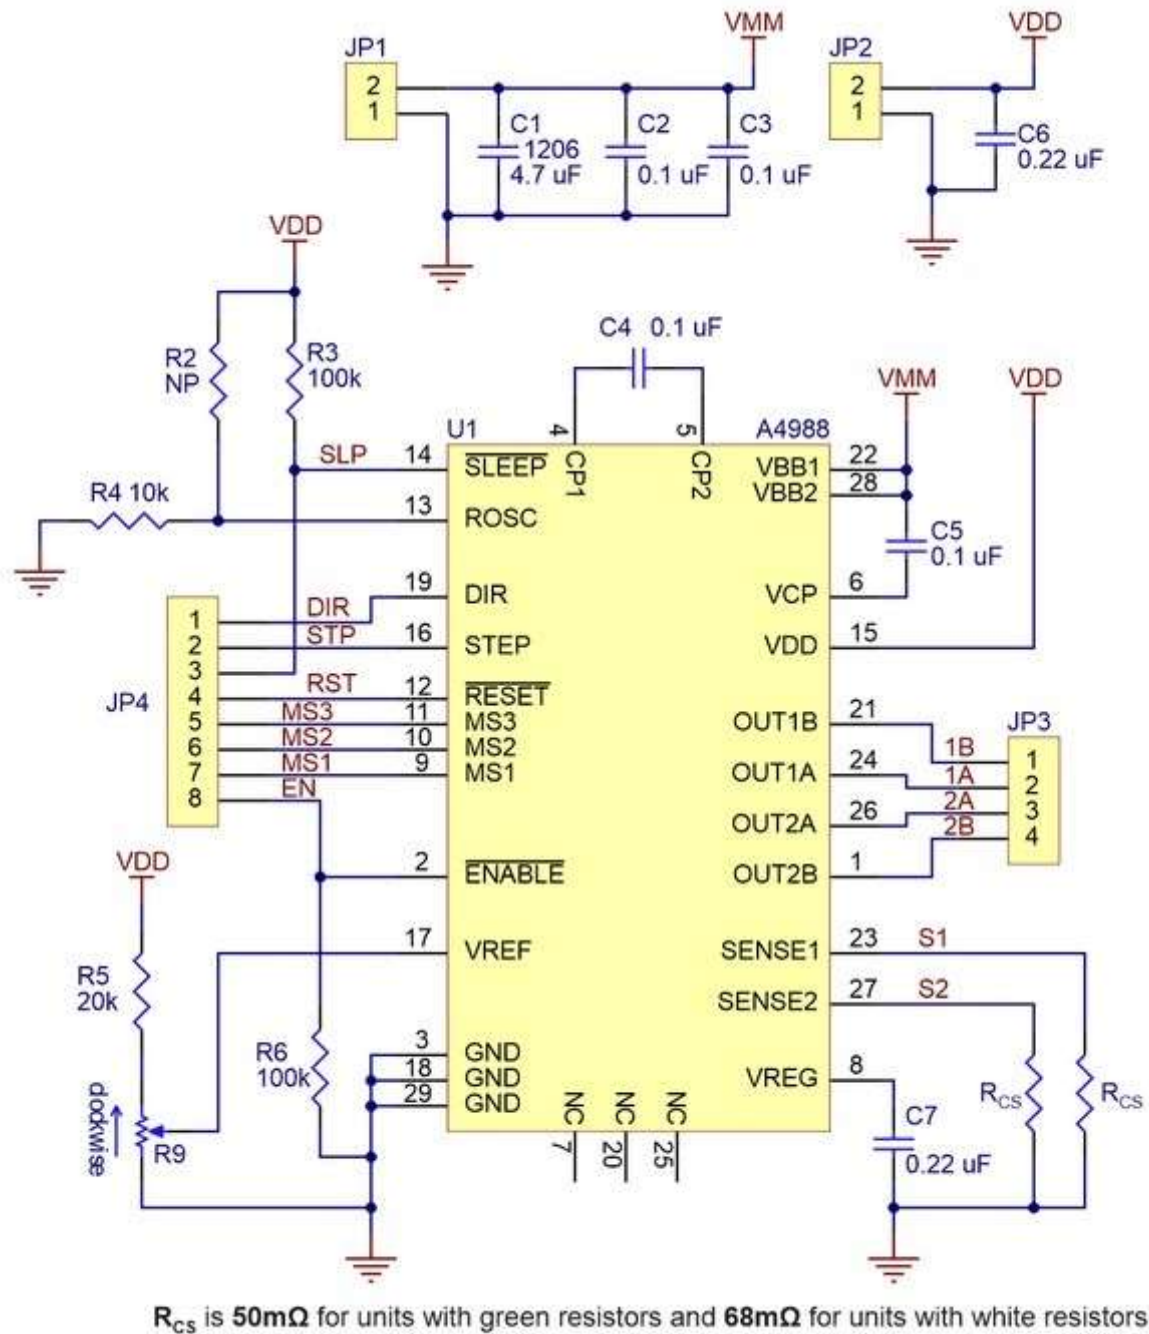 VMM
VDD
JP1
JP2
2
1
C1
1206
4.7 uF
C2
0.1 uF
C3
0.1 uF
2
1
C6
0.22 uF
VDD
R2
NP
R3
100k
C4 0.1 uF
VMM
VDD
U1
A4988
4
CP1
5
CP2
SLP
14
SLEEP
R4 10k
13
ROSC
VBB1
22
VBB2
28
C5
0.1 uF
VCP
6
VDD
15
JP4
1
DIR
19
DIR
2
STP
16
STEP
3
4
RST
12
RESET
5
MS3
11
MS3
6
MS2
10
MS2
7
MS1
9
MS1
8
EN
2
ENABLE
OUT1B
21
1B
OUT1A
24
1A
OUT2A
26
2A
OUT2B
1
2B
JP3
1
2
3
4
VDD
R5
20k
17
VREF
SENSE1
23
S1
SENSE2
27
S2
R6
100k
3
GND
18
GND
29
GND
VREG
8
C7
0.22 uF
RCS
RCS
clockwise
R9
NC
7
NC
20
NC
25
RCS is 50mΩ for units with green resistors and 68mΩ for units with white resistors